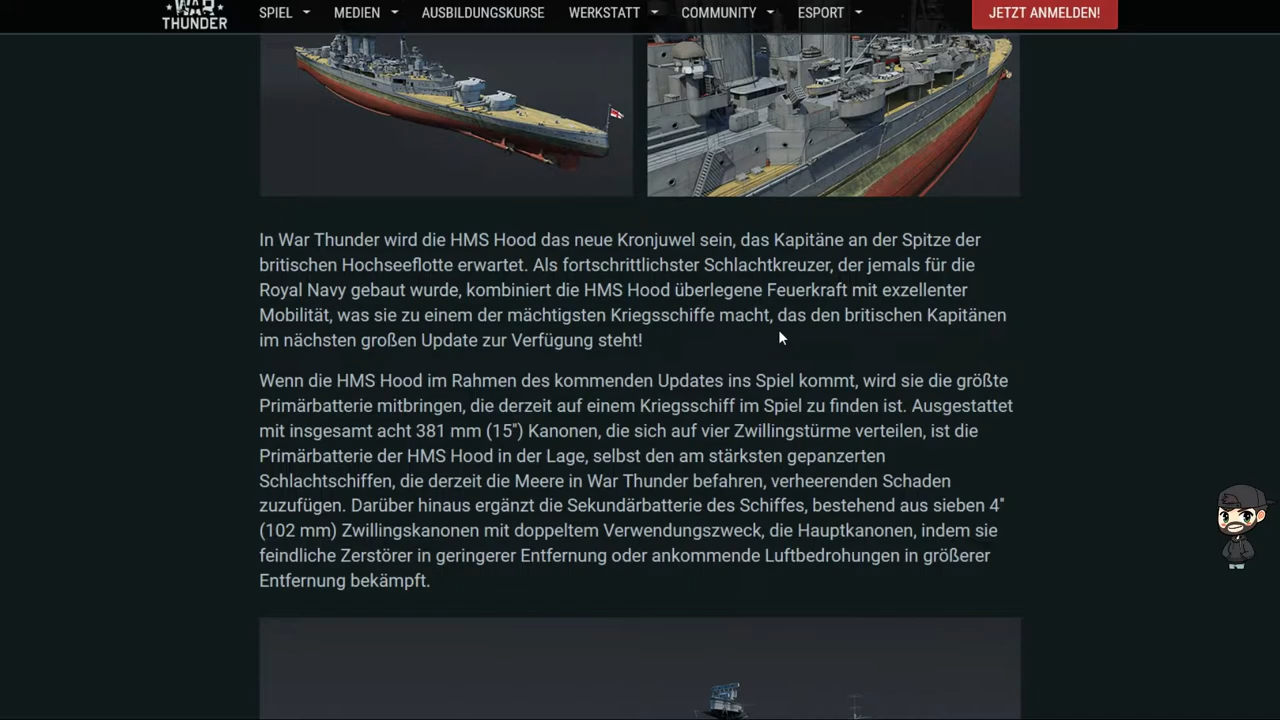 WAR
THUNDER
SPIEL
MEDIEN
AUSBILDUNGSKURSE
WERKSTATT
COMMUNITY
ESPORT
JETZT ANMELDEN!
In War Thunder wird die HMS Hood das neue Kronjuwel sein, das Kapitäne an der Spitze der
britischen Hochseeflotte erwartet. Als fortschrittlichster Schlachtkreuzer, der jemals für die
Royal Navy gebaut wurde, kombiniert die HMS Hood überlegene Feuerkraft mit exzellenter
Mobilität, was sie zu einem der mächtigsten Kriegsschiffe macht, das den britischen Kapitänen
im nächsten großen Update zur Verfügung steht!
Wenn die HMS Hood im Rahmen des kommenden Updates ins Spiel kommt, wird sie die größte
Primärbatterie mitbringen, die derzeit auf einem Kriegsschiff im Spiel zu finden ist. Ausgestattet
mit insgesamt acht 381 mm (15") Kanonen, die sich auf vier Zwillingstürme verteilen, ist die
Primärbatterie der HMS Hood in der Lage, selbst den am stärksten gepanzerten
Schlachtschiffen, die derzeit die Meere in War Thunder befahren, verheerenden Schaden
zuzufügen. Darüber hinaus ergänzt die Sekundärbatterie des Schiffes, bestehend aus sieben 4"
(102 mm) Zwillingskanonen mit doppeltem Verwendungszweck, die Hauptkanonen, indem sie
feindliche Zerstörer in geringerer Entfernung oder ankommende Luftbedrohungen in größerer
Entfernung bekämpft.